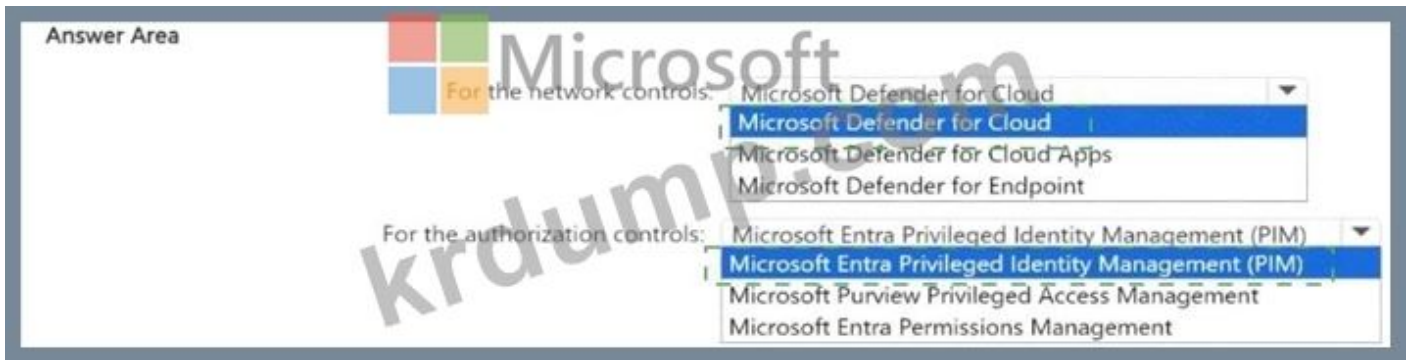 Answer Area
Microsoft
For the network controls: Microsoft Defender for Cloud
Microsoft Defender for Cloud
Microsoft Defender for Cloud Apps
Microsoft Defender for Endpoint
krdump.com
For the authorization controls: Microsoft Entra Privileged Identity Management (PIM)
Microsoft Entra Privileged Identity Management (PIM)
Microsoft Purview Privileged Access Management
Microsoft Entra Permissions Management